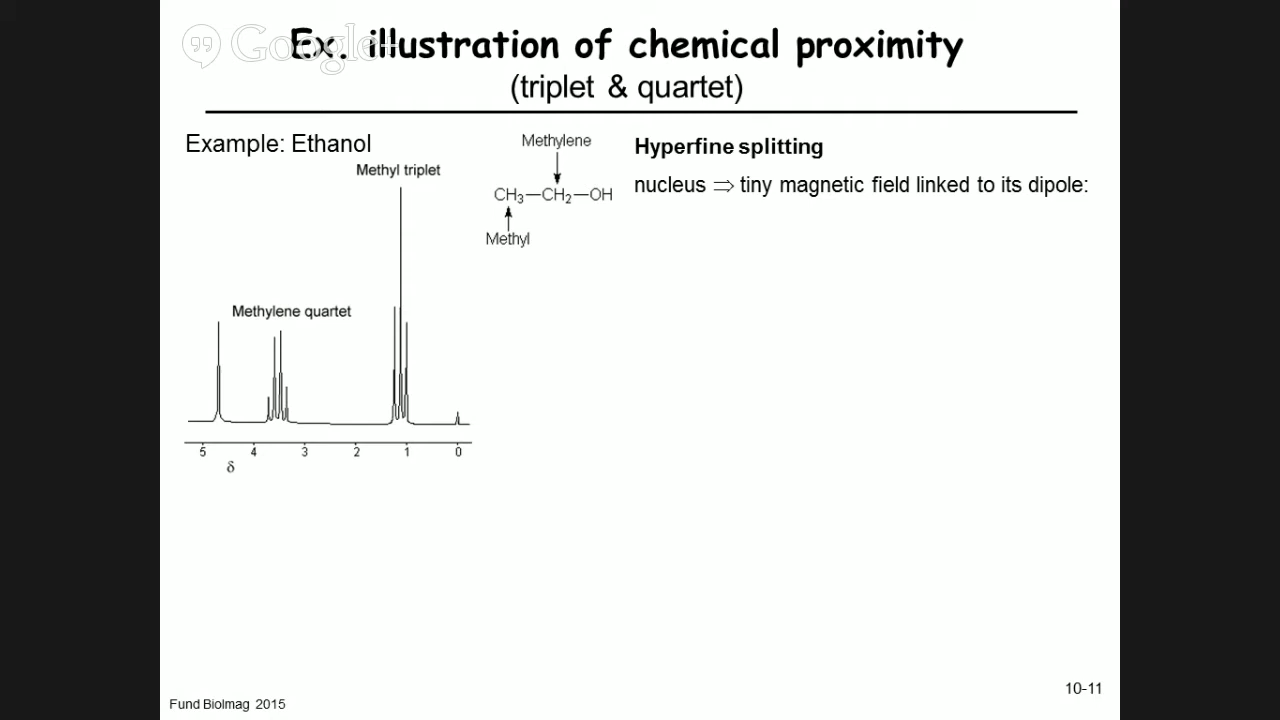 Google+
Ex. illustration of chemical proximity
(triplet & quartet)
Example: Ethanol
Methyl triplet
Methylene quartet
5 4 3 2 1 0
δ
Methylene
CH3—CH2—OH
Methyl
Hyperfine splitting
nucleus ⇒ tiny magnetic field linked to its dipole:
Fund BioImag 2015
10-11